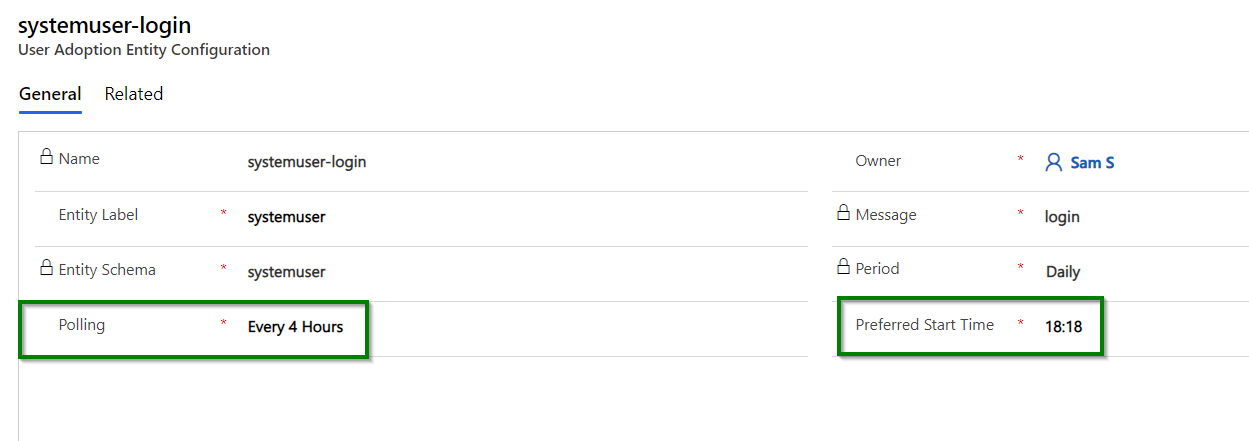 systemuser-login
User Adoption Entity Configuration
General Related
Name systemuser-login
Owner * Sam S
Entity Label * systemuser
Message * login
Entity Schema * systemuser
Period * Daily
Polling * Every 4 Hours
Preferred Start Time * 18:18